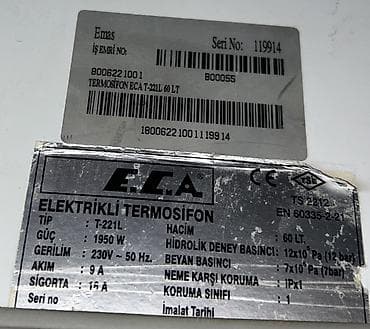 Emas
İŞ EMRİ NO:
Seri No: 119914
8006221001
B00055
TERMOSİFON ECA T-221L 60 LT
18006221001119914
E.C.A.
CE
TSE
TS 2212
EN 60335-2-21
ELEKTRİKLİ TERMOSİFON
TİP : T-221L
GÜÇ : 1950 W
GERİLİM : 230V ~ 50 Hz.
AKIM : 9 A
SİGORTA : 16 A
Seri no
HACİM : 60 LT.
HİDROLİK DENEY BASINCI: 12x10⁵ Pa (12 bar)
BEYAN BASINCI : 7x10⁵ Pa (7bar)
NEME KARŞI KORUMA : IPx1
KORUMA SINIFI : 1
İmalat Tarihi